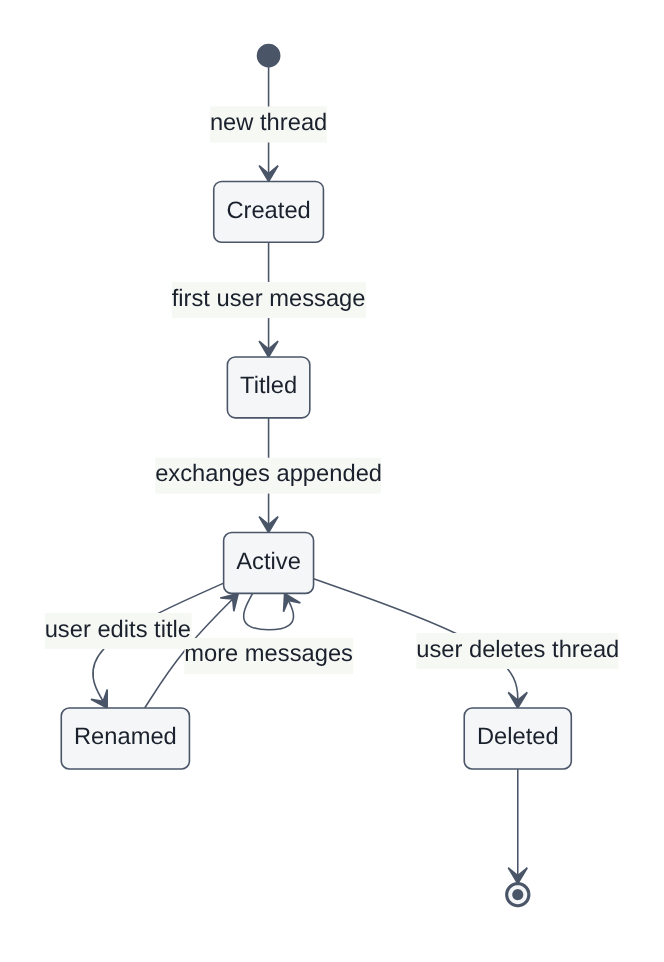 new thread
Created
first user message
Titled
exchanges appended
Active
user edits title
more messages
user deletes thread
Renamed
Deleted